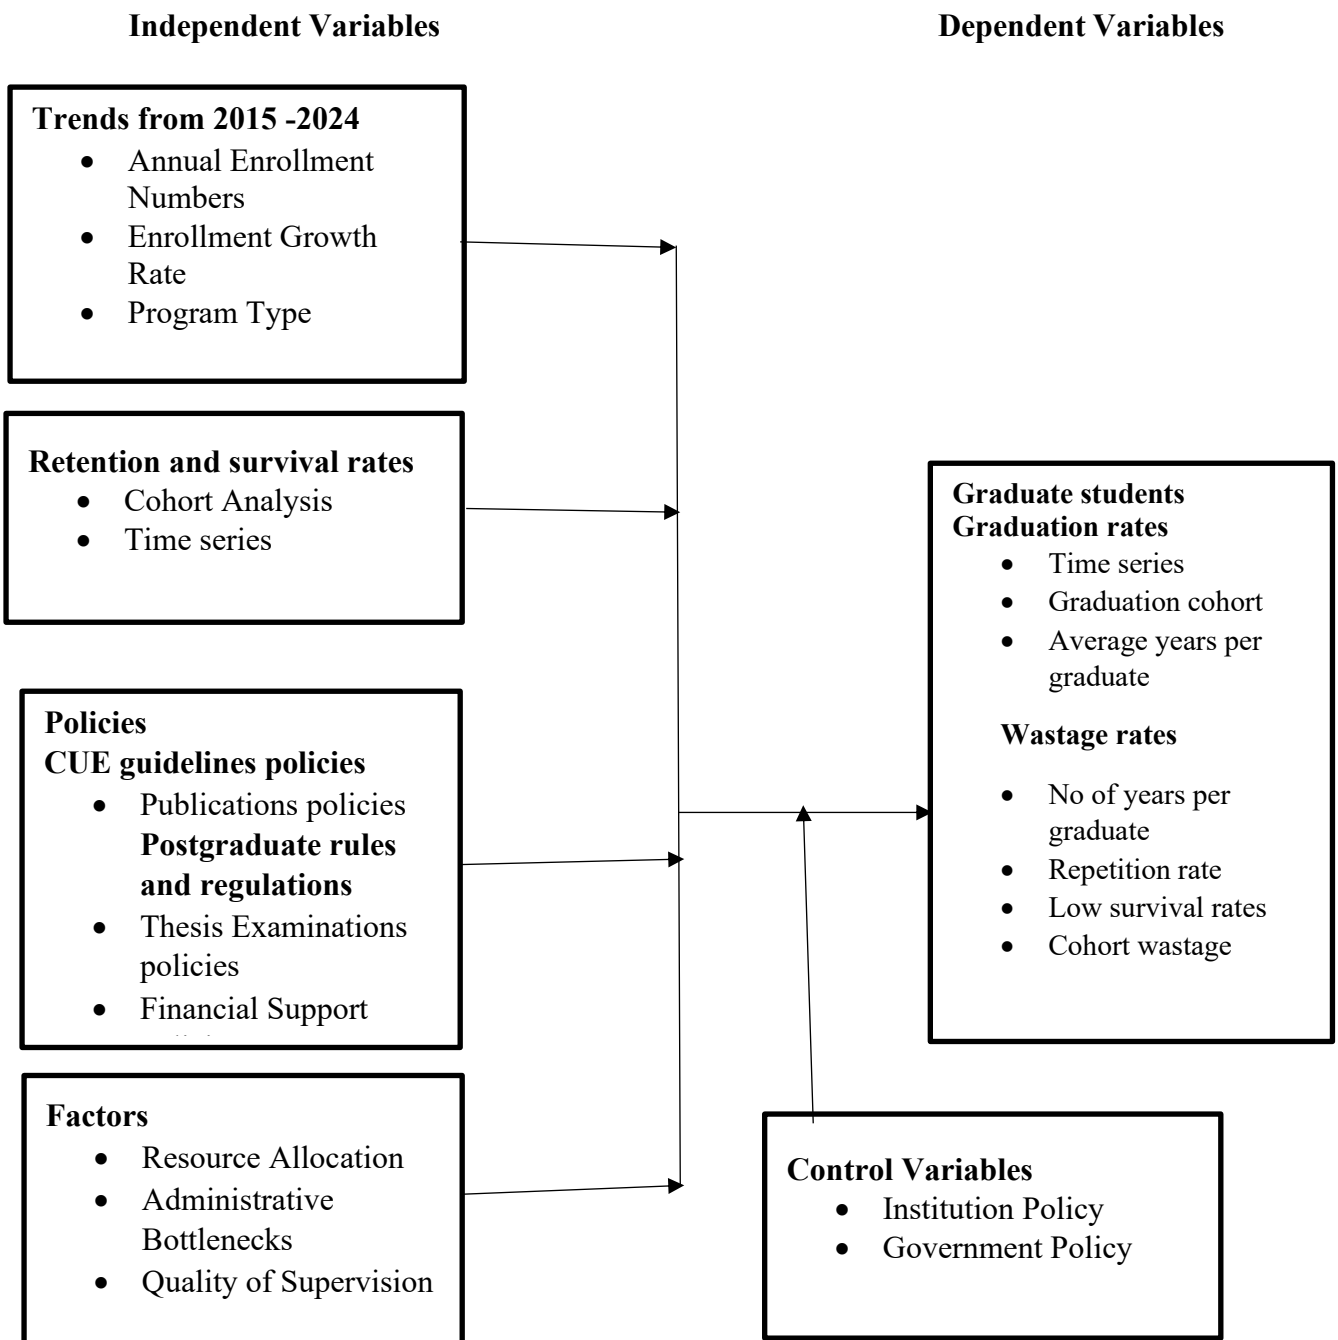 Independent Variables
Dependent Variables
Trends from 2015 -2024
• Annual Enrollment
Numbers
• Enrollment Growth
Rate
• Program Type
Retention and survival rates
• Cohort Analysis
• Time series
Policies
CUE guidelines policies
• Publications policies
Postgraduate rules
and regulations
• Thesis Examinations
policies
• Financial Support
Factors
• Resource Allocation
• Administrative
Bottlenecks
• Quality of Supervision
Graduate students
Graduation rates
• Time series
• Graduation cohort
• Average years per
graduate
Wastage rates
• No of years per
graduate
• Repetition rate
• Low survival rates
• Cohort wastage
Control Variables
• Institution Policy
• Government Policy